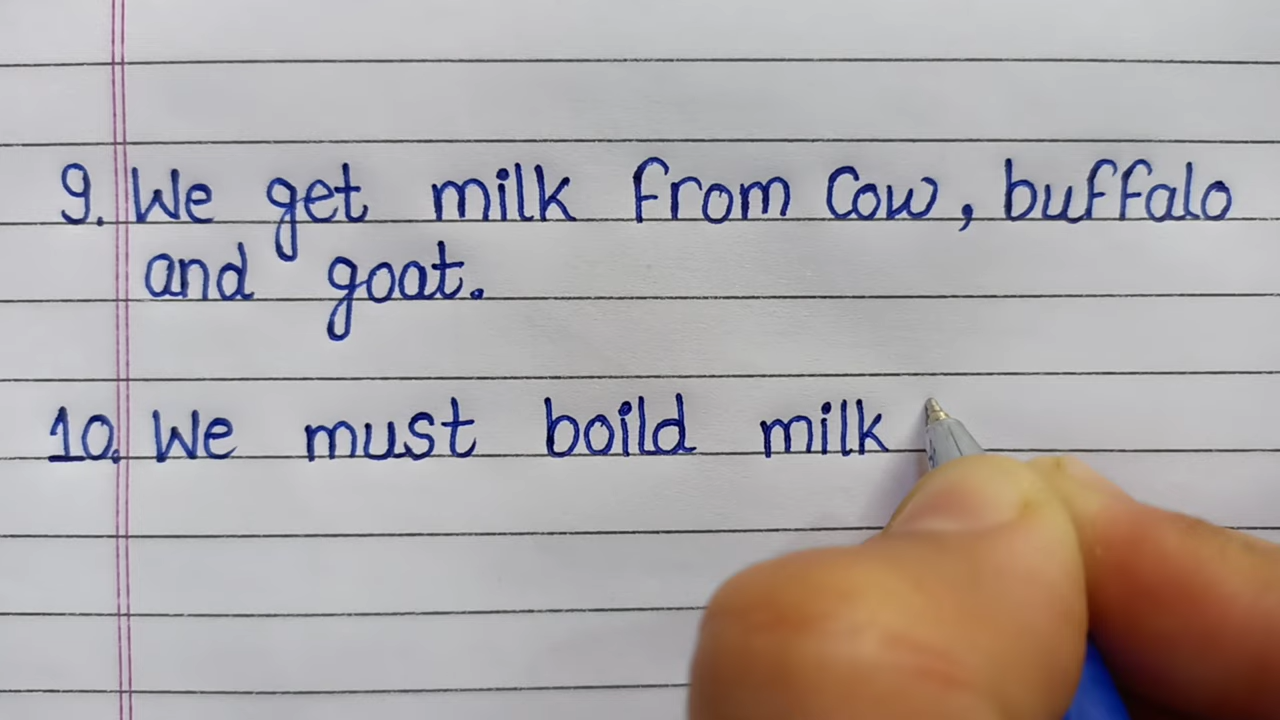 9. We get milk from Cow, buffalo
and goat.
10. We must boild milk